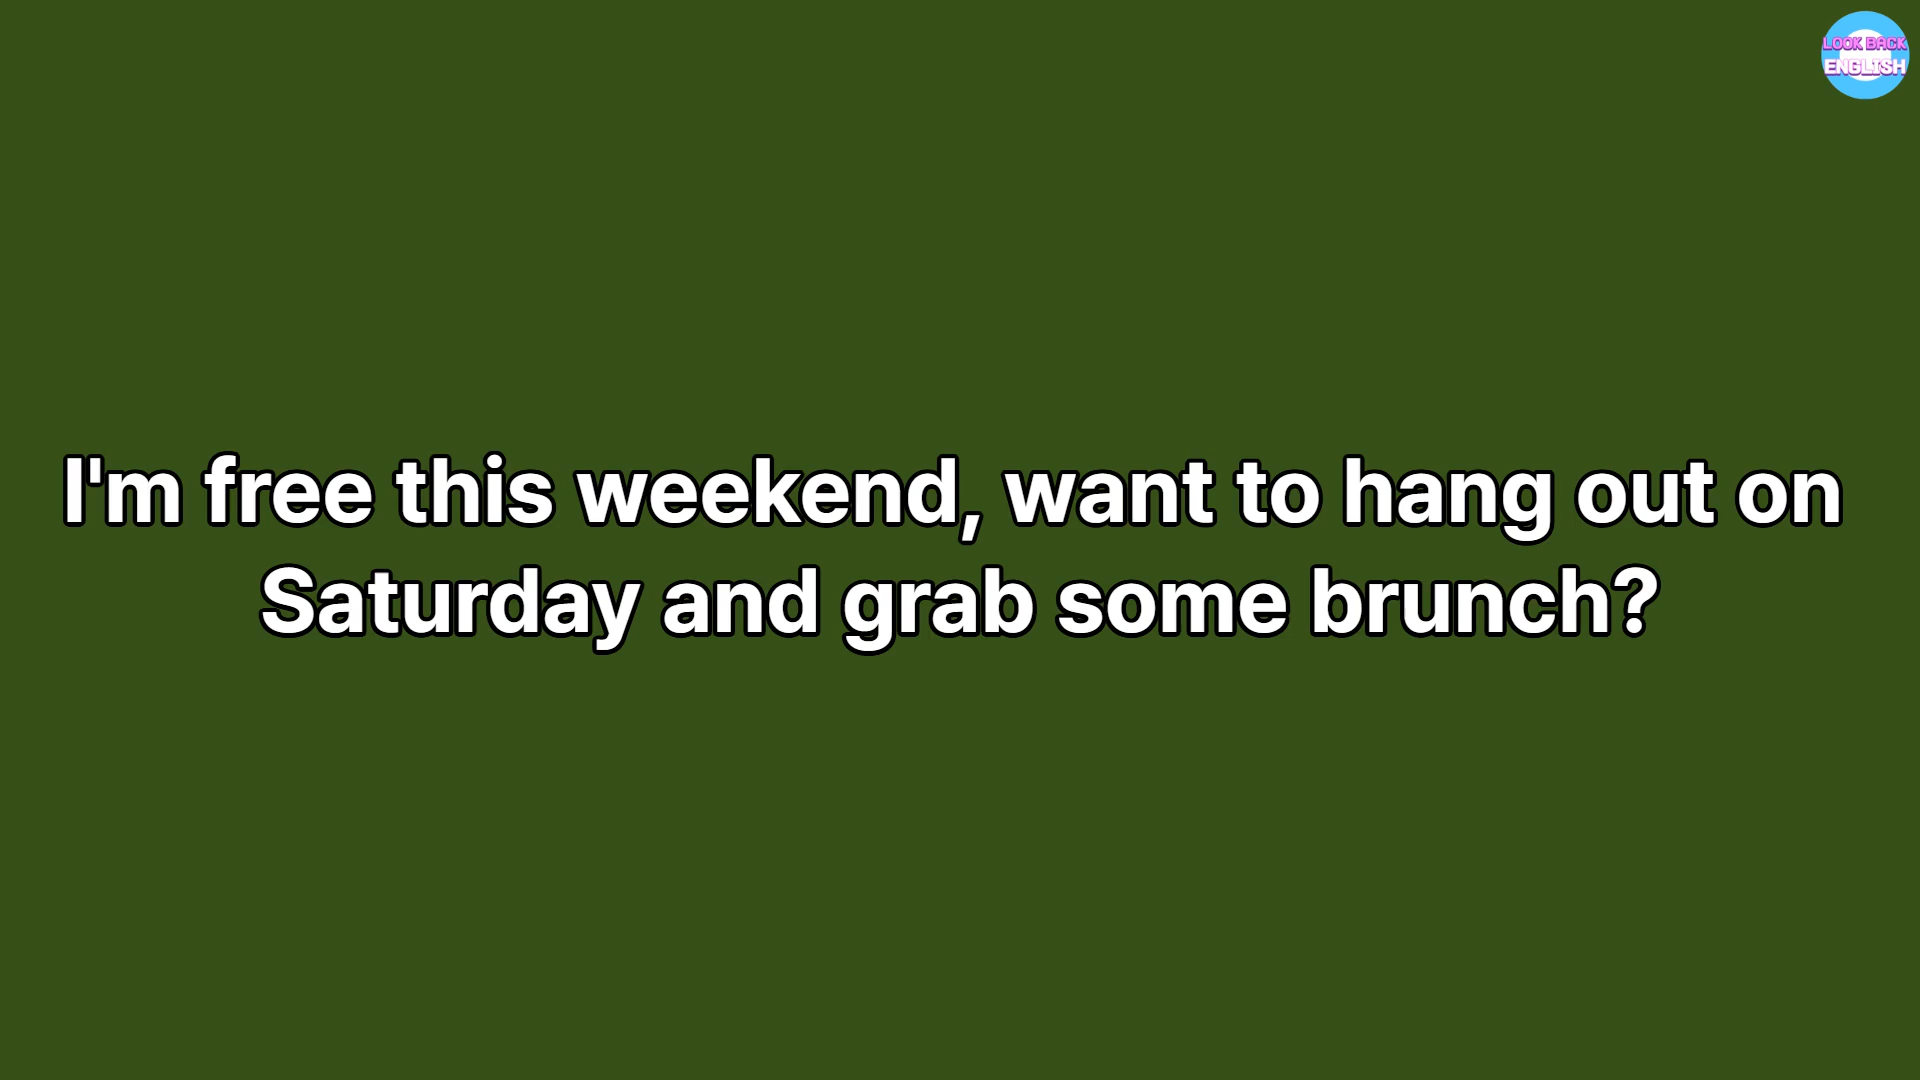 LOOK BACK
ENGLISH
I'm free this weekend, want to hang out on
Saturday and grab some brunch?